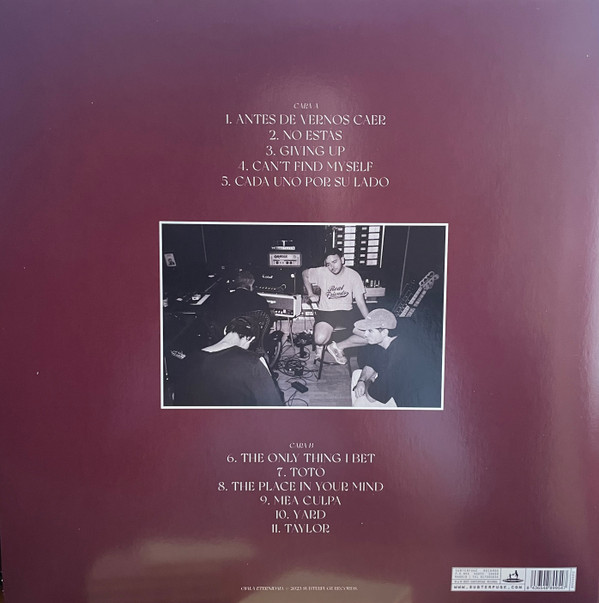 CARA A
1. ANTES DE VERNOS CAER
2. NO ESTAS
3. GIVING UP
4. CAN'T FIND MYSELF
5. CADA UNO POR SU LADO
Real
Friends
CARA B
6. THE ONLY THING I BET
7. TOTO
8. THE PLACE IN YOUR MIND
9. MEA CULPA
10. YARD
11. TAYLOR